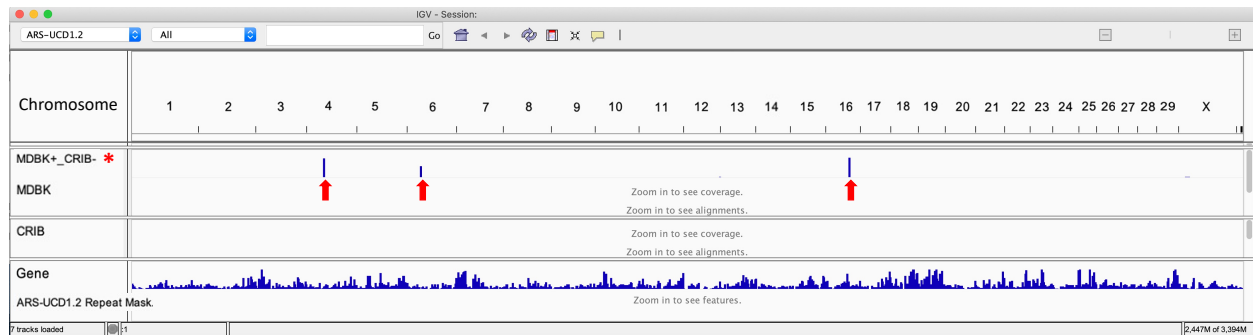 IGV - Session:
ARS-UCD1.2 All Go
Chromosome 1 2 3 4 5 6 7 8 9 10 11 12 13 14 15 16 17 18 19 20 21 22 23 24 25 26 27 28 29 X
MDBK+_CRIB- *
MDBK Zoom in to see coverage.
Zoom in to see alignments.
CRIB Zoom in to see coverage.
Zoom in to see alignments.
Gene
ARS-UCD1.2 Repeat Mask. Zoom in to see features.
7 tracks loaded :1 2,447M of 3,394M